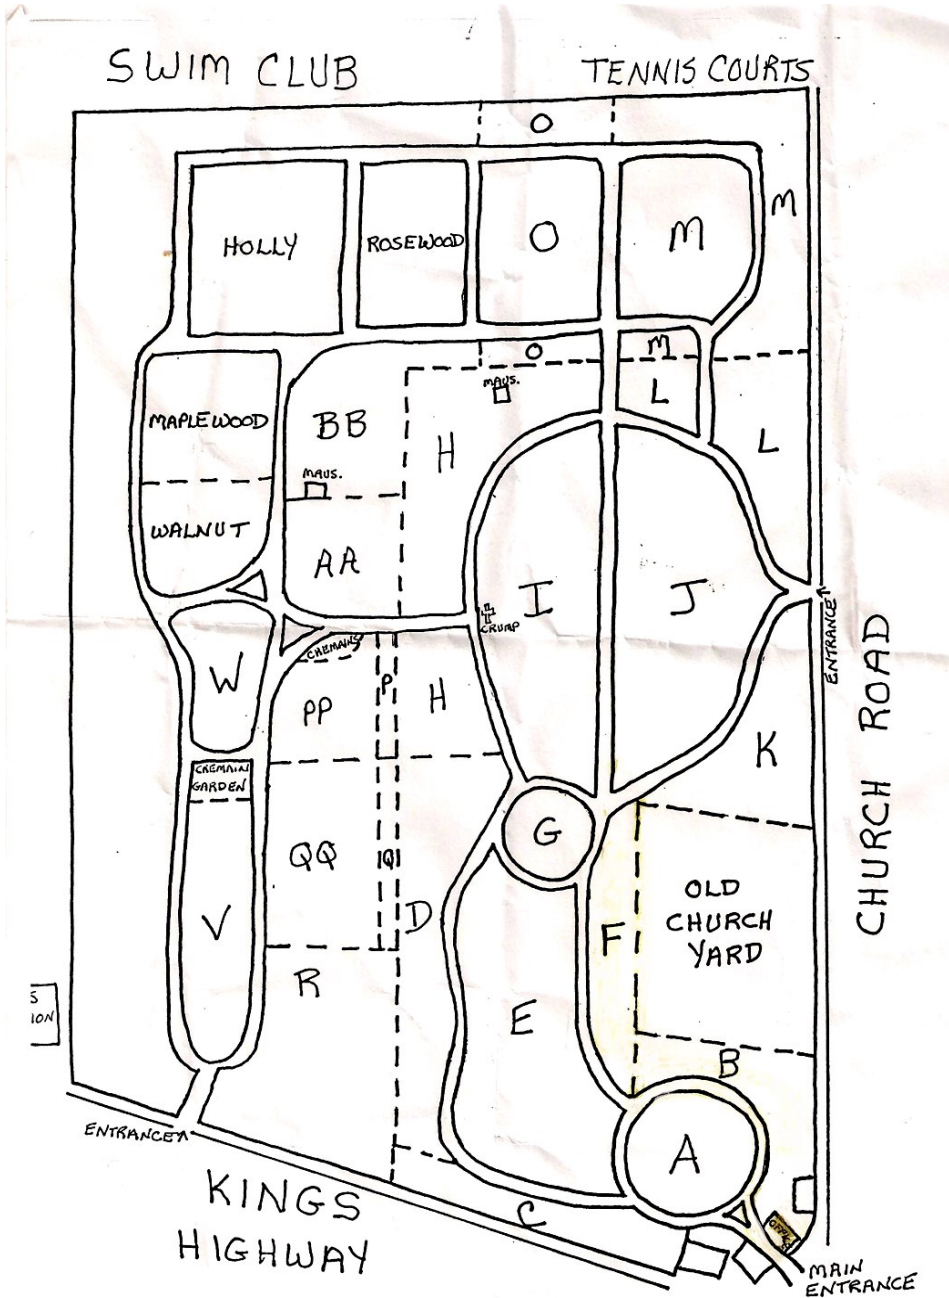 SWIM CLUB
TENNIS COURTS
O
M
HOLLY
ROSEWOOD
O
M
O
M
MAUS.
L
MAPLEWOOD
BB
H
L
MAUS.
WALNUT
AA
I
J
ENTRANCE
CRUMP
CREMAINS
W
PP
P
H
K
CHURCH ROAD
CREMAIN
GARDEN
G
QQ
Q
OLD
CHURCH
YARD
D
V
F
R
S
ION
E
B
ENTRANCE
A
KINGS
HIGHWAY
C
OFFICE
MAIN
ENTRANCE